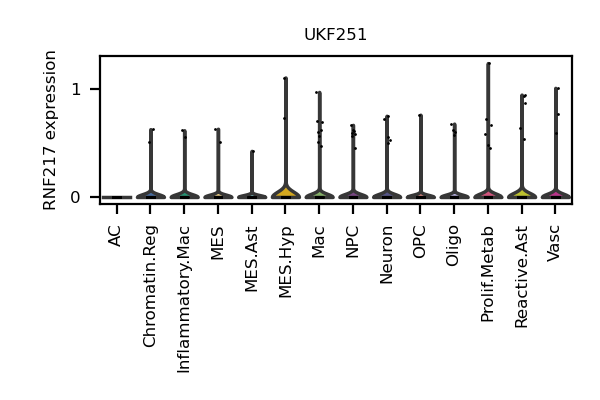 UKF251
RNF217 expression
1
0
AC
Chromatin.Reg
Inflammatory.Mac
MES
MES.Ast
MES.Hyp
Mac
NPC
Neuron
OPC
Oligo
Prolif.Metab
Reactive.Ast
Vasc